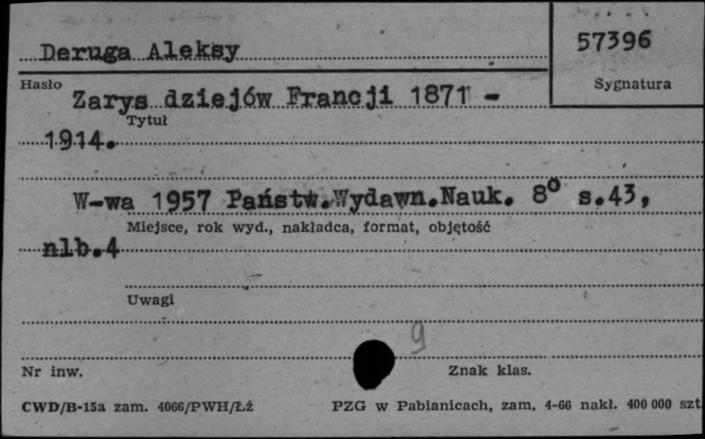 Deruga Aleksy
57396
Hasło
Sygnatura
Zarys dziejów Francji 1871 -
Tytuł
1914.
W-wa 1957 Państw.Wydawn.Nauk. 8° s.43,
Miejsce, rok wyd., nakładca, format, objętość
nlb.4
Uwagi
9
Nr inw.
Znak klas.
CWD/B-15a zam. 4066/PWH/Łź
PZG w Pabianicach, zam. 4-66 nakł. 400 000 szt